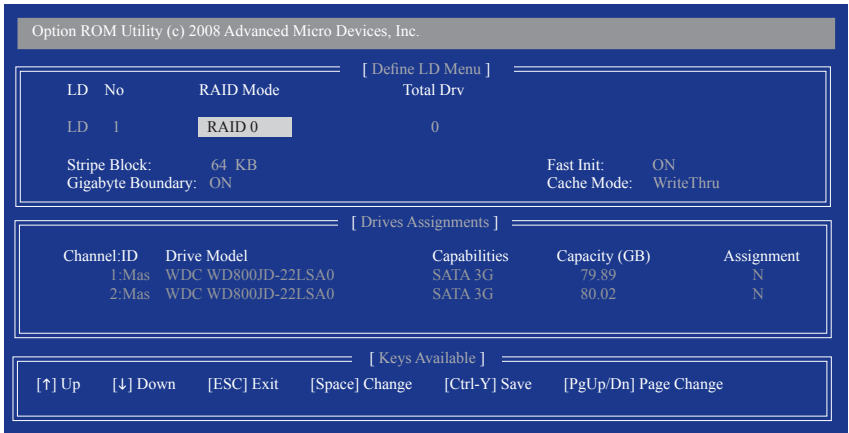 Option ROM Utility (c) 2008 Advanced Micro Devices, Inc.
[ Define LD Menu ]
LD No RAID Mode Total Drv
LD 1 RAID 0 0
Stripe Block: 64 KB Fast Init: ON
Gigabyte Boundary: ON Cache Mode: WriteThru
[ Drives Assignments ]
Channel:ID Drive Model Capabilities Capacity (GB) Assignment
1:Mas WDC WD800JD-22LSA0 SATA 3G 79.89 N
2:Mas WDC WD800JD-22LSA0 SATA 3G 80.02 N
[ Keys Available ]
[↑] Up [↓] Down [ESC] Exit [Space] Change [Ctrl-Y] Save [PgUp/Dn] Page Change